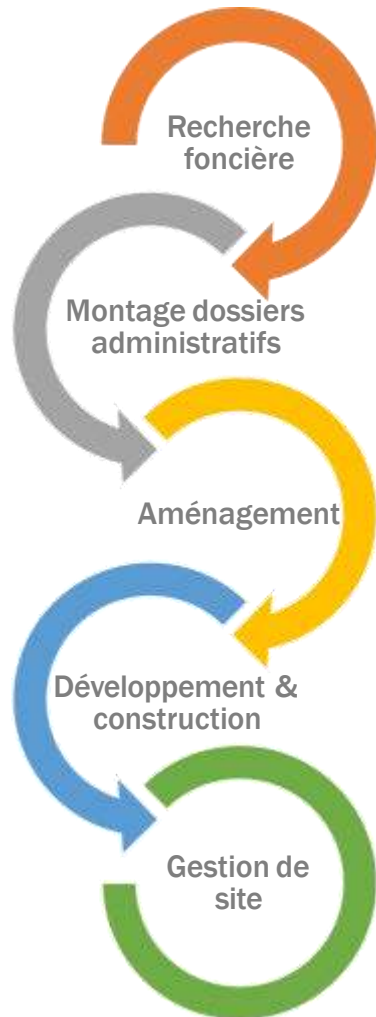 Recherche
foncière
Montage dossiers
administratifs
Aménagement
Développement &
construction
Gestion de
site